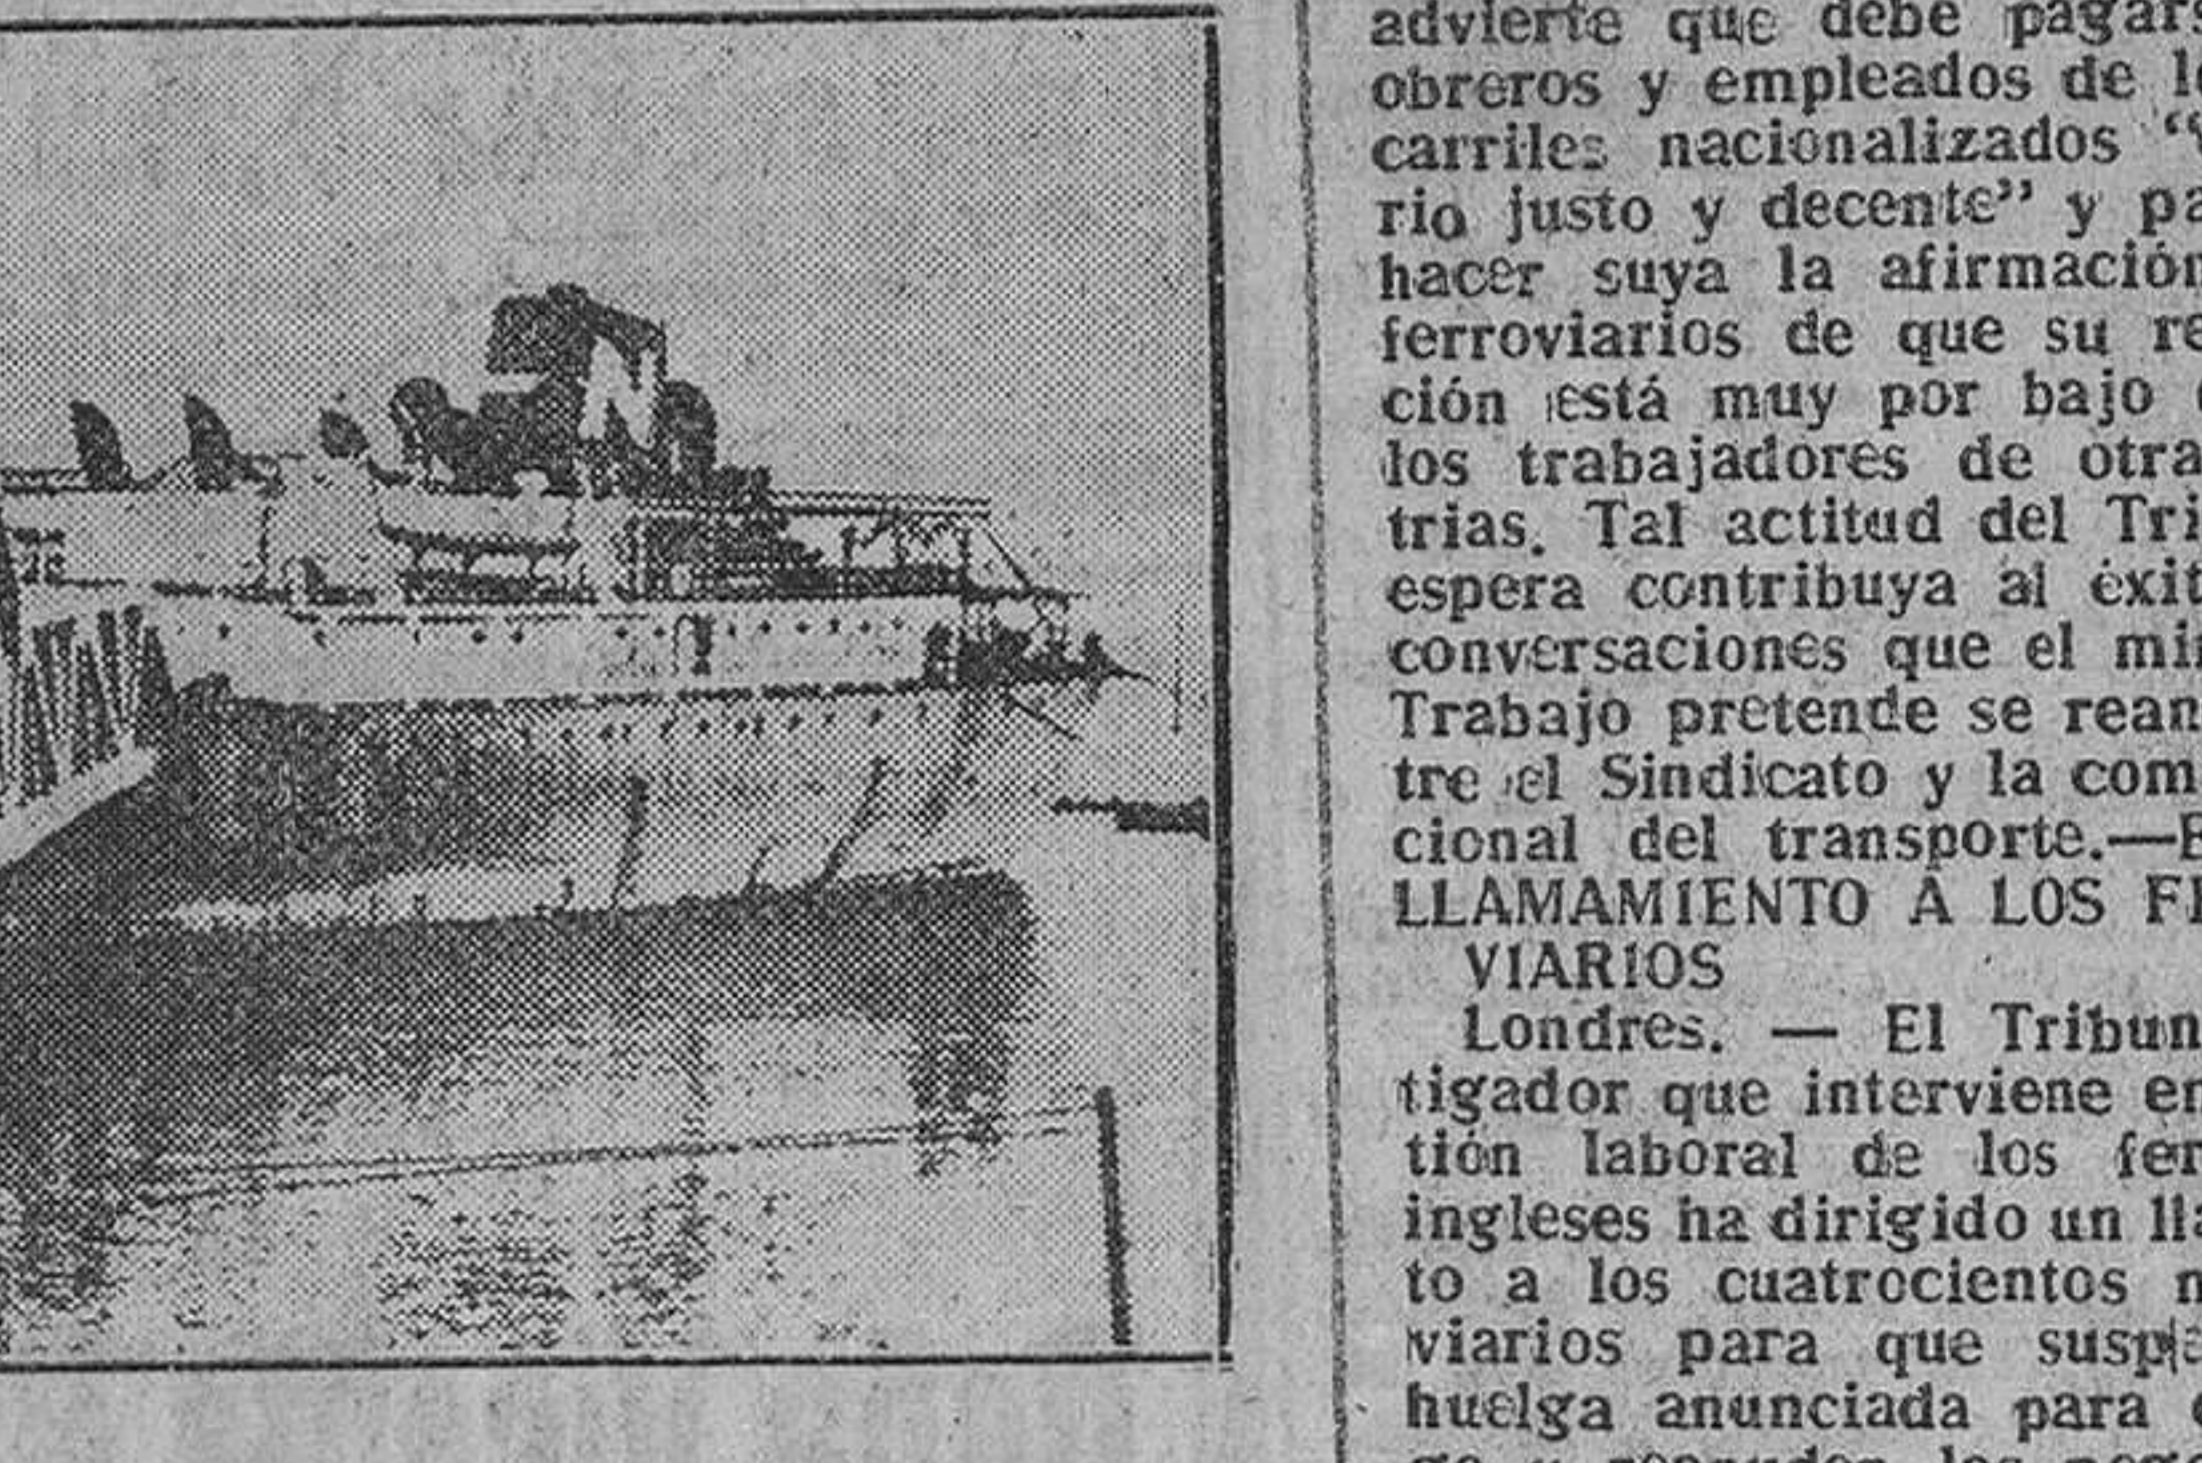 N
advierte que debe pagars
obreros y empleados de lo
carriles nacionalizados “
rio justo y decente” y pa
hacer suya la afirmación
ferroviarios de que su re
ción está muy por bajo
los trabajadores de otra
trias. Tal actitud del Tri
espera contribuya al éxit
conversaciones que el mi
Trabajo pretende se rean
tre el Sindicato y la com
cional del transporte.—E
LLAMAMIENTO A LOS FE
VIARIOS
Londres. — El Tribun
tigador que interviene en
tión laboral de los fer
ingleses ha dirigido un lla
to a los cuatrocientos m
viarios para que suspe
huelga anunciada para